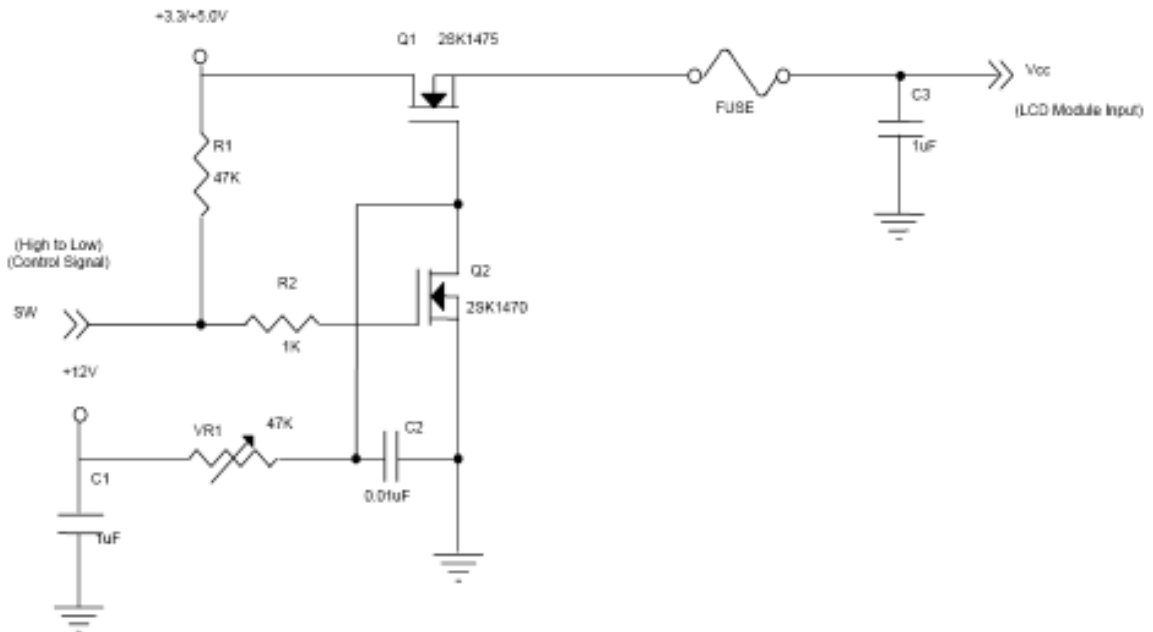 +3.3/+5.0V
Q1 2SK1475
FUSE
Vcc
(LCD Module Input)
C3
1uF
R1
47K
(High to Low)
(Control Signal)
SW
R2
1K
Q2
2SK1470
+12V
VR1
47K
C2
0.01uF
C1
1uF